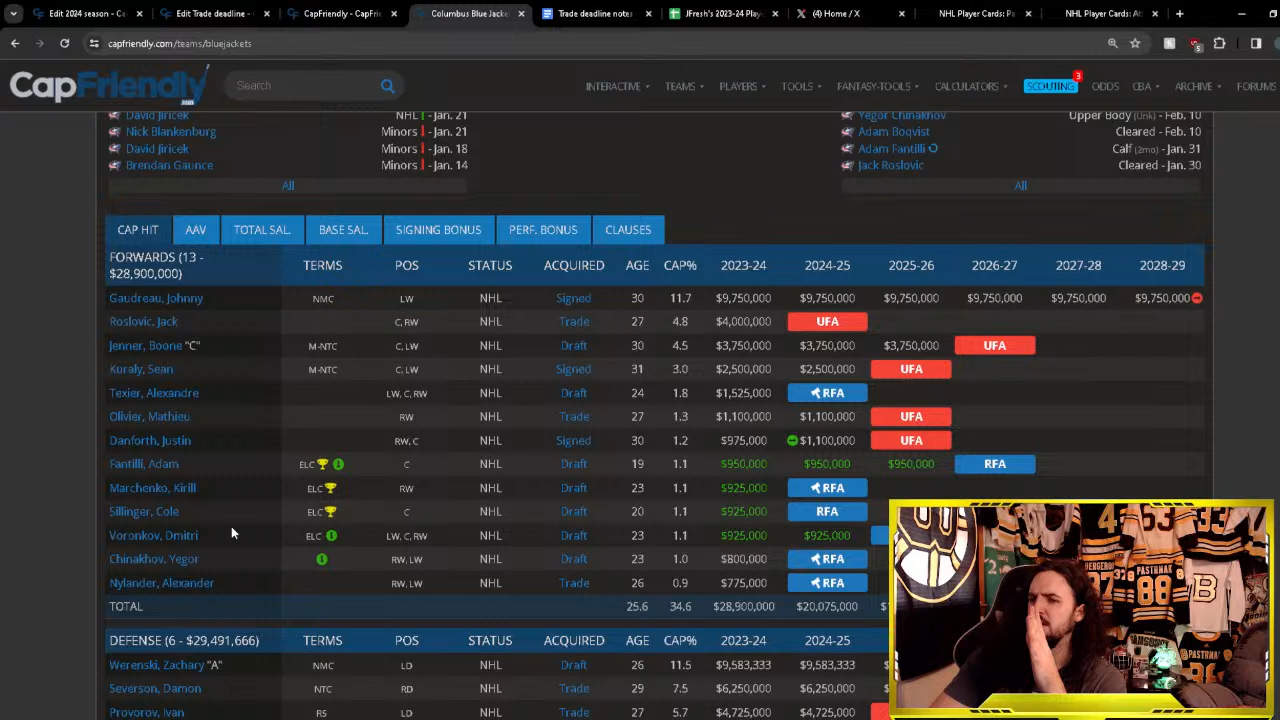 Edit 2024 season -
Edit Trade deadline -
CapFriendly - CapFri
Columbus Blue Jacke
Trade deadline notes
JFresh's 2023-24 Play
(4) Home / X
NHL Player Cards: Pa
NHL Player Cards: At
capfriendly.com/teams/bluejackets
CapFriendly .com
Search
INTERACTIVE TEAMS PLAYERS TOOLS FANTASY-TOOLS CALCULATORS SCOUTING 3 ODDS CBA ARCHIVE FORUMS
David Jiricek NHL - Jan. 21
Nick Blankenburg Minors - Jan. 21
David Jiricek Minors - Jan. 18
Brendan Gaunce Minors - Jan. 14
All
Yegor Chinakhov Upper Body (Unk) - Feb. 10
Adam Boqvist Cleared - Feb. 10
Adam Fantilli Calf (2mo) - Jan. 31
Jack Roslovic Cleared - Jan. 30
All
CAP HIT AAV TOTAL SAL. BASE SAL. SIGNING BONUS PERF. BONUS CLAUSES
FORWARDS (13 -
$28,900,000) TERMS POS STATUS ACQUIRED AGE CAP% 2023-24 2024-25 2025-26 2026-27 2027-28 2028-29
Gaudreau, Johnny NMC LW NHL Signed 30 11.7 $9,750,000 $9,750,000 $9,750,000 $9,750,000 $9,750,000 $9,750,000
Roslovic, Jack C, RW NHL Trade 27 4.8 $4,000,000 UFA
Jenner, Boone "C" M-NTC C, LW NHL Draft 30 4.5 $3,750,000 $3,750,000 $3,750,000 UFA
Kuraly, Sean M-NTC C, LW NHL Signed 31 3.0 $2,500,000 $2,500,000 UFA
Texier, Alexandre LW, C, RW NHL Draft 24 1.8 $1,525,000 RFA
Olivier, Mathieu RW NHL Trade 27 1.3 $1,100,000 $1,100,000 UFA
Danforth, Justin RW, C NHL Signed 30 1.2 $975,000 $1,100,000 UFA
Fantilli, Adam ELC C NHL Draft 19 1.1 $950,000 $950,000 $950,000 RFA
Marchenko, Kirill ELC RW NHL Draft 23 1.1 $925,000 RFA
Sillinger, Cole ELC C NHL Draft 20 1.1 $925,000 RFA
Voronkov, Dmitri ELC LW, C, RW NHL Draft 23 1.1 $925,000 $925,000
Chinakhov, Yegor RW, LW NHL Draft 23 1.0 $800,000 RFA
Nylander, Alexander RW, LW NHL Trade 26 0.9 $775,000 RFA
TOTAL 25.6 34.6 $28,900,000 $20,075,000
DEFENSE (6 - $29,491,666) TERMS POS STATUS ACQUIRED AGE CAP% 2023-24 2024-25
Werenski, Zachary "A" NMC LD NHL Draft 26 11.5 $9,583,333 $9,583,333
Severson, Damon NTC RD NHL Trade 29 7.5 $6,250,000 $6,250,000
Provorov, Ivan RS LD NHL Trade 27 5.7 $4,725,000 $4,725,000
PASTRNAK
88
BERGERON
37
33
B
PASTRNAK